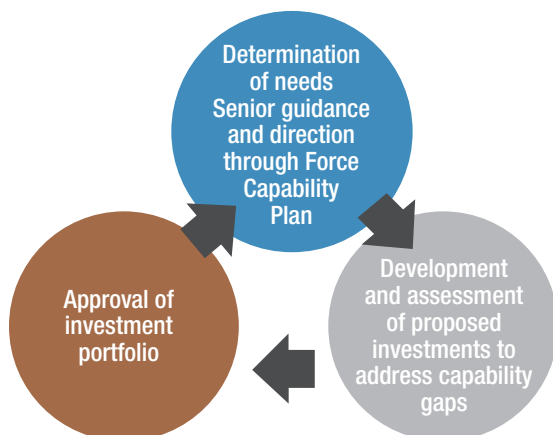 Determination
of needs
Senior guidance
and direction
through Force
Capability
Plan
Development
and assessment
of proposed
investments to
address capability
gaps
Approval of
investment
portfolio